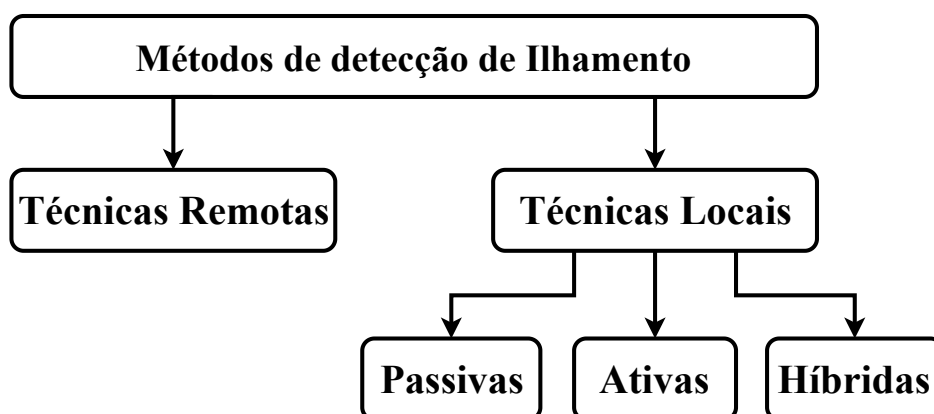 Métodos de detecção de Ilhamento
Técnicas Remotas
Técnicas Locais
Passivas
Ativas
Híbridas